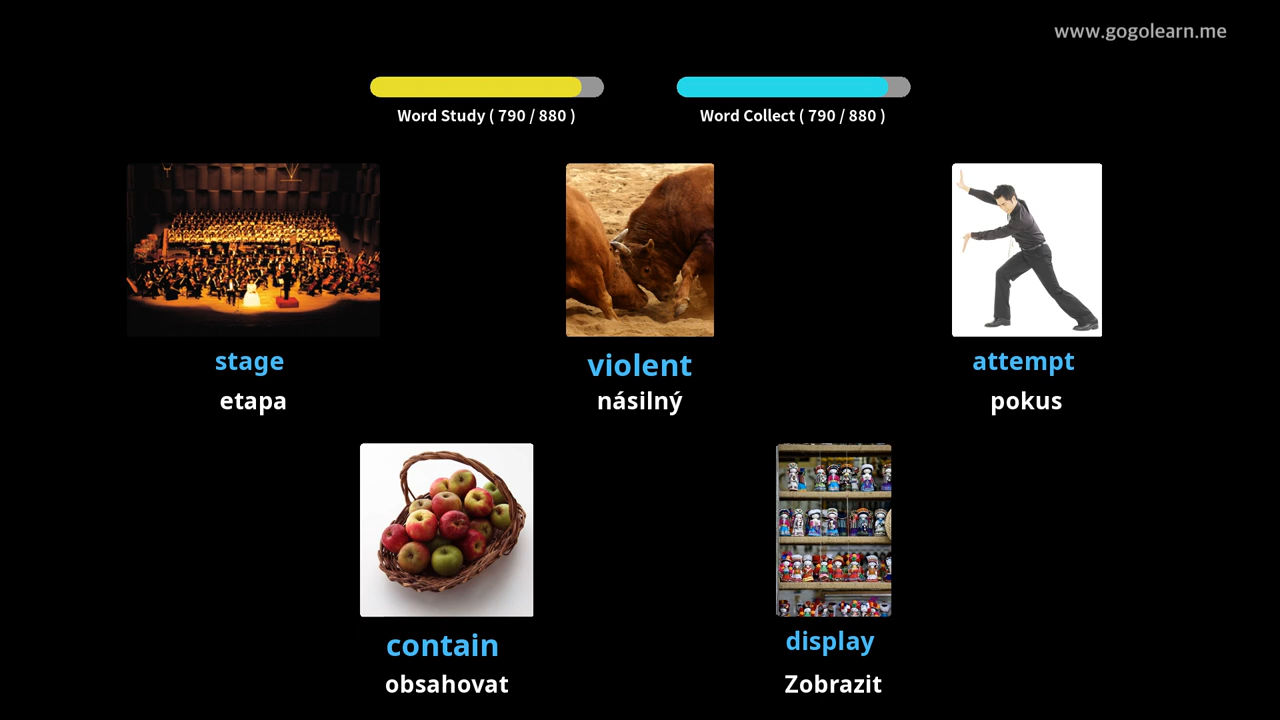 www.gogolearn.me
Word Study ( 790 / 880 )
Word Collect ( 790 / 880 )
stage
etapa
violent
násilný
attempt
pokus
contain
obsahovat
display
Zobrazit